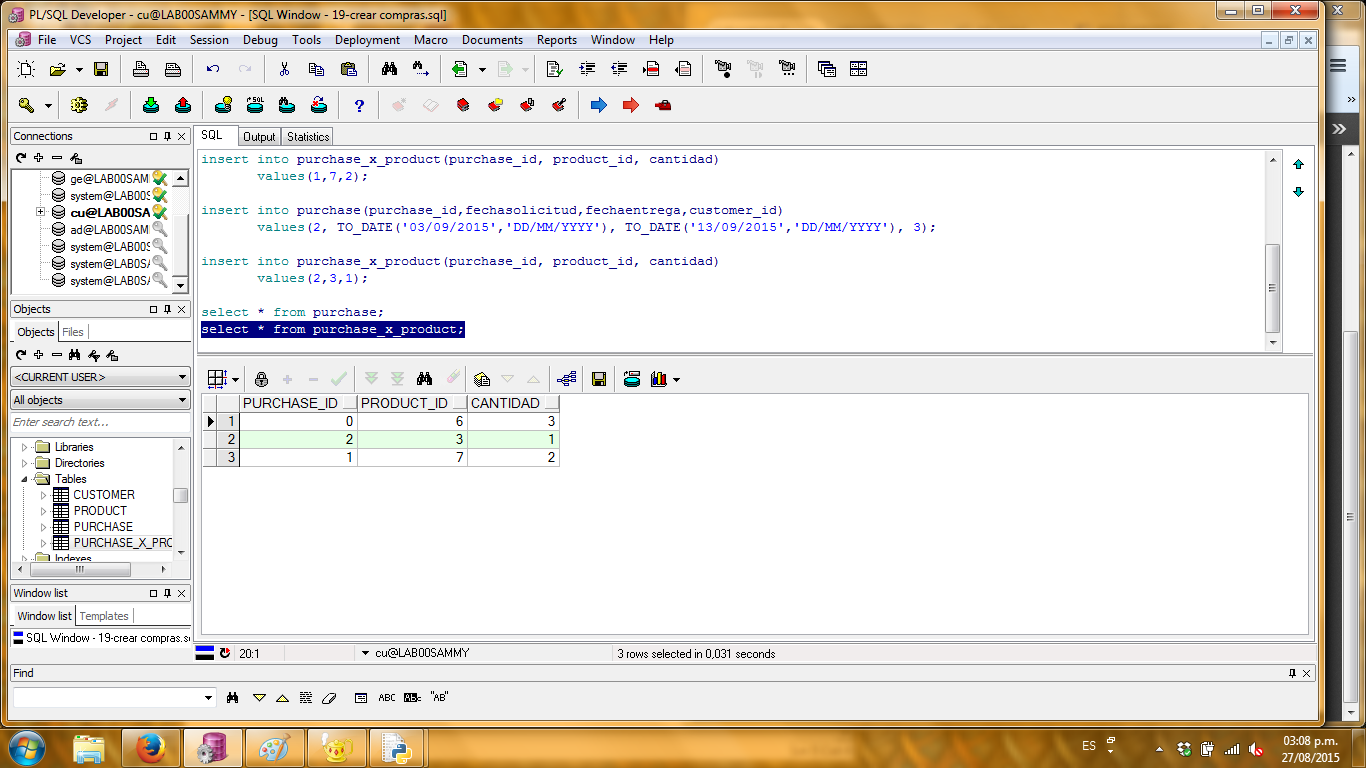 PL/SQL Developer - cu@LAB00SAMMY - [SQL Window - 19-crear compras.sql]
File VCS Project Edit Session Debug Tools Deployment Macro Documents Reports Window Help
Connections
ge@LAB00SAM
system@LAB00S
cu@LAB00SA
ad@LAB00SAM
system@LAB0S
system@LAB0S
system@LAB0S
Objects
Objects Files
<CURRENT USER>
All objects
Enter search text...
Libraries
Directories
Tables
CUSTOMER
PRODUCT
PURCHASE
PURCHASE_X_PRO
Indexes
Window list
Window list Templates
SQL Window - 19-crear compras.s
SQL Output Statistics
insert into purchase_x_product(purchase_id, product_id, cantidad)
values(1,7,2);
insert into purchase(purchase_id,fechasolicitud,fechaentrega,customer_id)
values(2, TO_DATE('03/09/2015','DD/MM/YYYY'), TO_DATE('13/09/2015','DD/MM/YYYY'), 3);
insert into purchase_x_product(purchase_id, product_id, cantidad)
values(2,3,1);
select * from purchase;
select * from purchase_x_product;
PURCHASE_ID PRODUCT_ID CANTIDAD
1 0 6 3
2 2 3 1
3 1 7 2
20:1 cu@LAB00SAMMY 3 rows selected in 0,031 seconds
Find
ABC ABc "AB"
ES
03:08 p.m.
27/08/2015